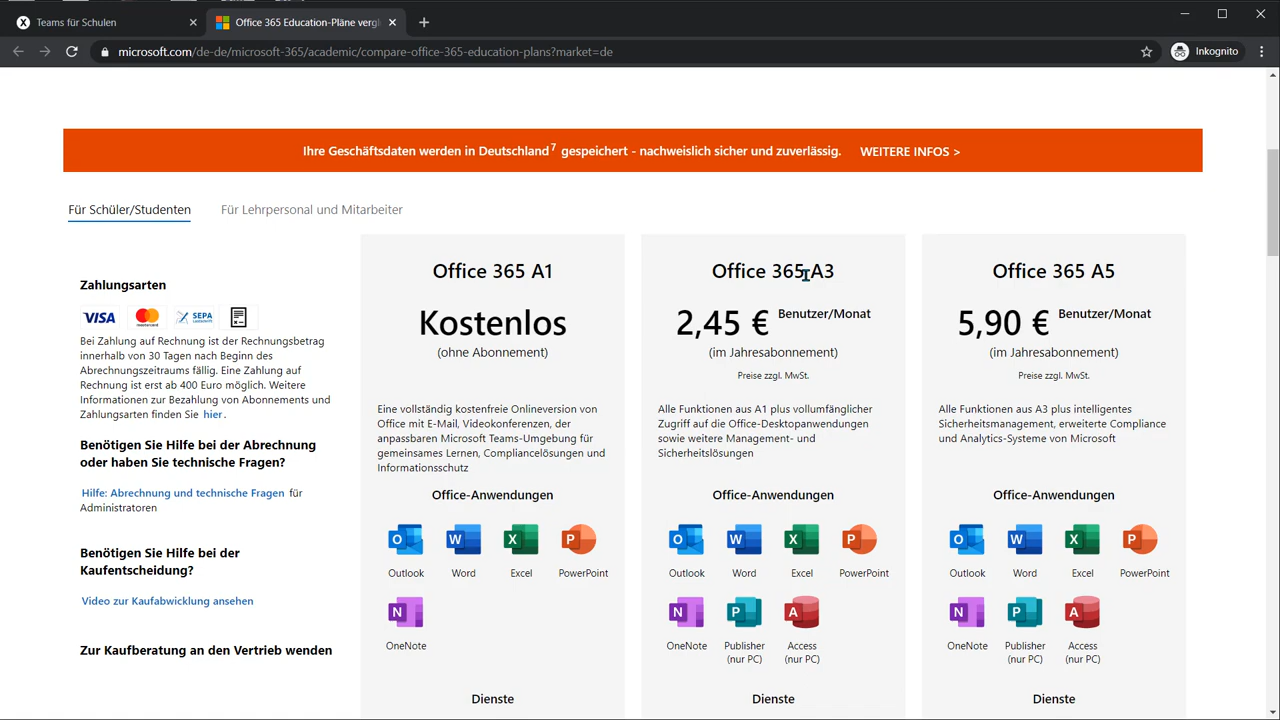 Teams für Schulen
Office 365 Education-Pläne vergl
microsoft.com/de-de/microsoft-365/academic/compare-office-365-education-plans?market=de
Inkognito
Ihre Geschäftsdaten werden in Deutschland7 gespeichert - nachweislich sicher und zuverlässig. WEITERE INFOS >
Für Schüler/Studenten
Für Lehrpersonal und Mitarbeiter
Zahlungsarten
VISA mastercard SEPA LASTSCHRIFT
Bei Zahlung auf Rechnung ist der Rechnungsbetrag
innerhalb von 30 Tagen nach Beginn des
Abrechnungszeitraums fällig. Eine Zahlung auf
Rechnung ist erst ab 400 Euro möglich. Weitere
Informationen zur Bezahlung von Abonnements und
Zahlungsarten finden Sie hier.
Benötigen Sie Hilfe bei der Abrechnung
oder haben Sie technische Fragen?
Hilfe: Abrechnung und technische Fragen für
Administratoren
Benötigen Sie Hilfe bei der
Kaufentscheidung?
Video zur Kaufabwicklung ansehen
Zur Kaufberatung an den Vertrieb wenden
Office 365 A1
Kostenlos
(ohne Abonnement)
Eine vollständig kostenfreie Onlineversion von
Office mit E-Mail, Videokonferenzen, der
anpassbaren Microsoft Teams-Umgebung für
gemeinsames Lernen, Compliancelösungen und
Informationsschutz
Office-Anwendungen
Outlook
Word
Excel
PowerPoint
OneNote
Dienste
Office 365 A3
2,45 € Benutzer/Monat
(im Jahresabonnement)
Preise zzgl. MwSt.
Alle Funktionen aus A1 plus vollumfänglicher
Zugriff auf die Office-Desktopanwendungen
sowie weitere Management- und
Sicherheitslösungen
Office-Anwendungen
Outlook
Word
Excel
PowerPoint
OneNote
Publisher
(nur PC)
Access
(nur PC)
Dienste
Office 365 A5
5,90 € Benutzer/Monat
(im Jahresabonnement)
Preise zzgl. MwSt.
Alle Funktionen aus A3 plus intelligentes
Sicherheitsmanagement, erweiterte Compliance
und Analytics-Systeme von Microsoft
Office-Anwendungen
Outlook
Word
Excel
PowerPoint
OneNote
Publisher
(nur PC)
Access
(nur PC)
Dienste